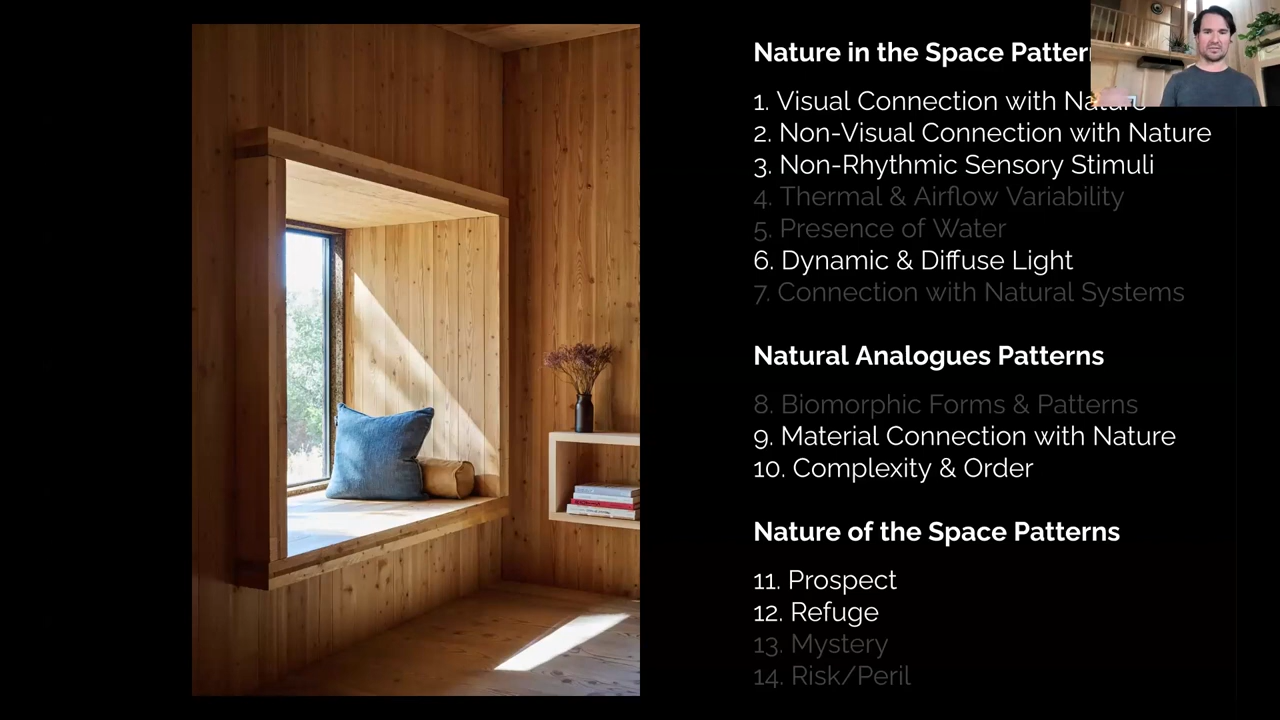 Nature in the Space Patter
1. Visual Connection with Nature
2. Non-Visual Connection with Nature
3. Non-Rhythmic Sensory Stimuli
4. Thermal & Airflow Variability
5. Presence of Water
6. Dynamic & Diffuse Light
7. Connection with Natural Systems
Natural Analogues Patterns
8. Biomorphic Forms & Patterns
9. Material Connection with Nature
10. Complexity & Order
Nature of the Space Patterns
11. Prospect
12. Refuge
13. Mystery
14. Risk/Peril